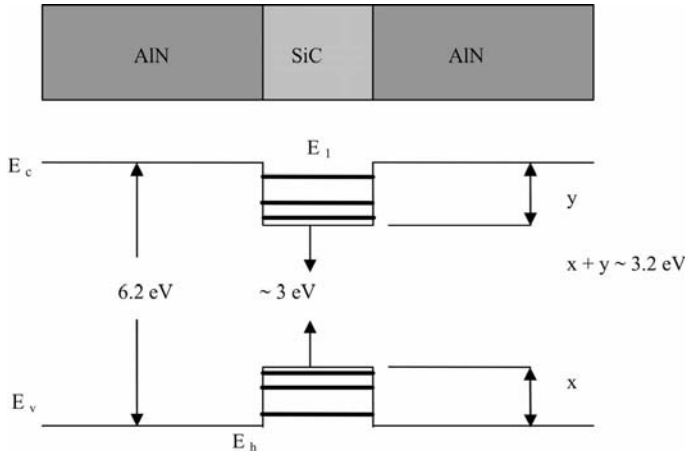 AlN SiC AlN
E 1
E c
y
x + y ~ 3.2 eV
6.2 eV ~ 3 eV
x
E v
E h